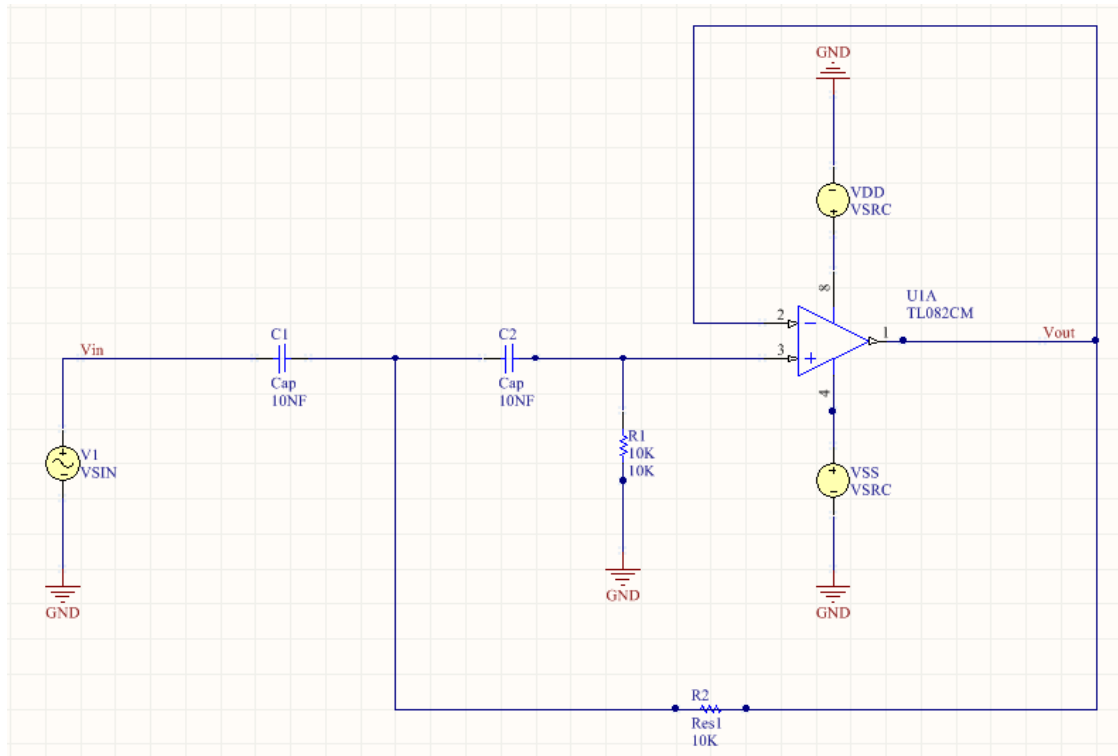 GND
VDD
VSRC
8
U1A
TL082CM
2
1
Vout
C1
C2
3
Vin
Cap
10NF
Cap
10NF
4
R1
10K
10K
V1
VSIN
VSS
VSRC
GND
GND
GND
R2
Res1
10K